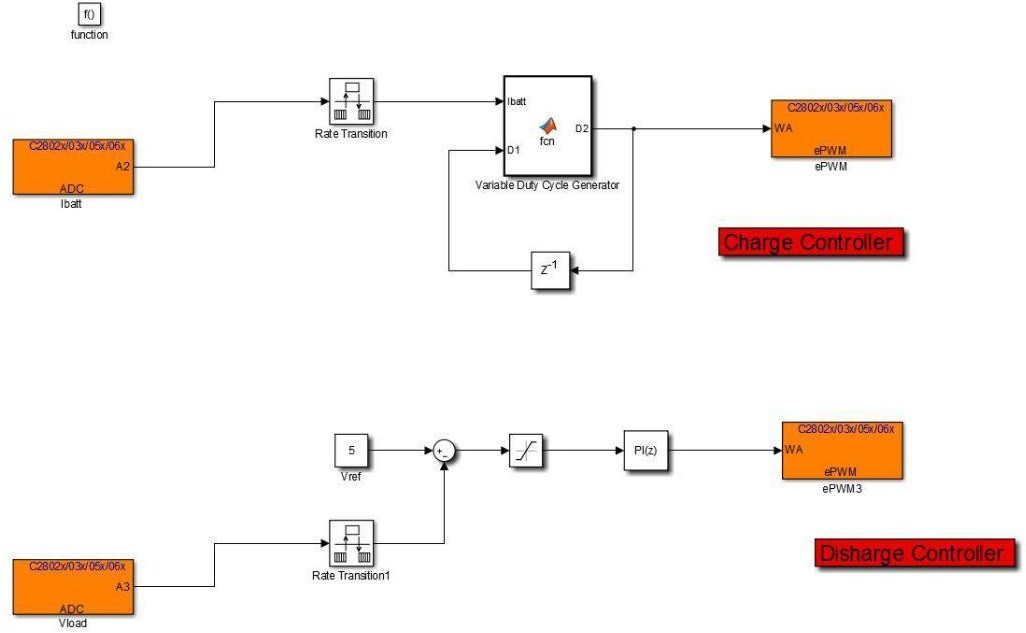 f()
function
C2802x/03x/05x/06x
A2
ADC
Ibatt
Rate Transition
Ibatt
D1
fcn
D2
Variable Duty Cycle Generator
C2802x/03x/05x/06x
WA
ePWM
ePWM
Charge Controller
Z-1
5
Vref
+
-
PI(z)
C2802x/03x/05x/06x
WA
ePWM
ePWM3
Rate Transition1
Disharge Controller
C2802x/03x/05x/06x
A3
ADC
Vload